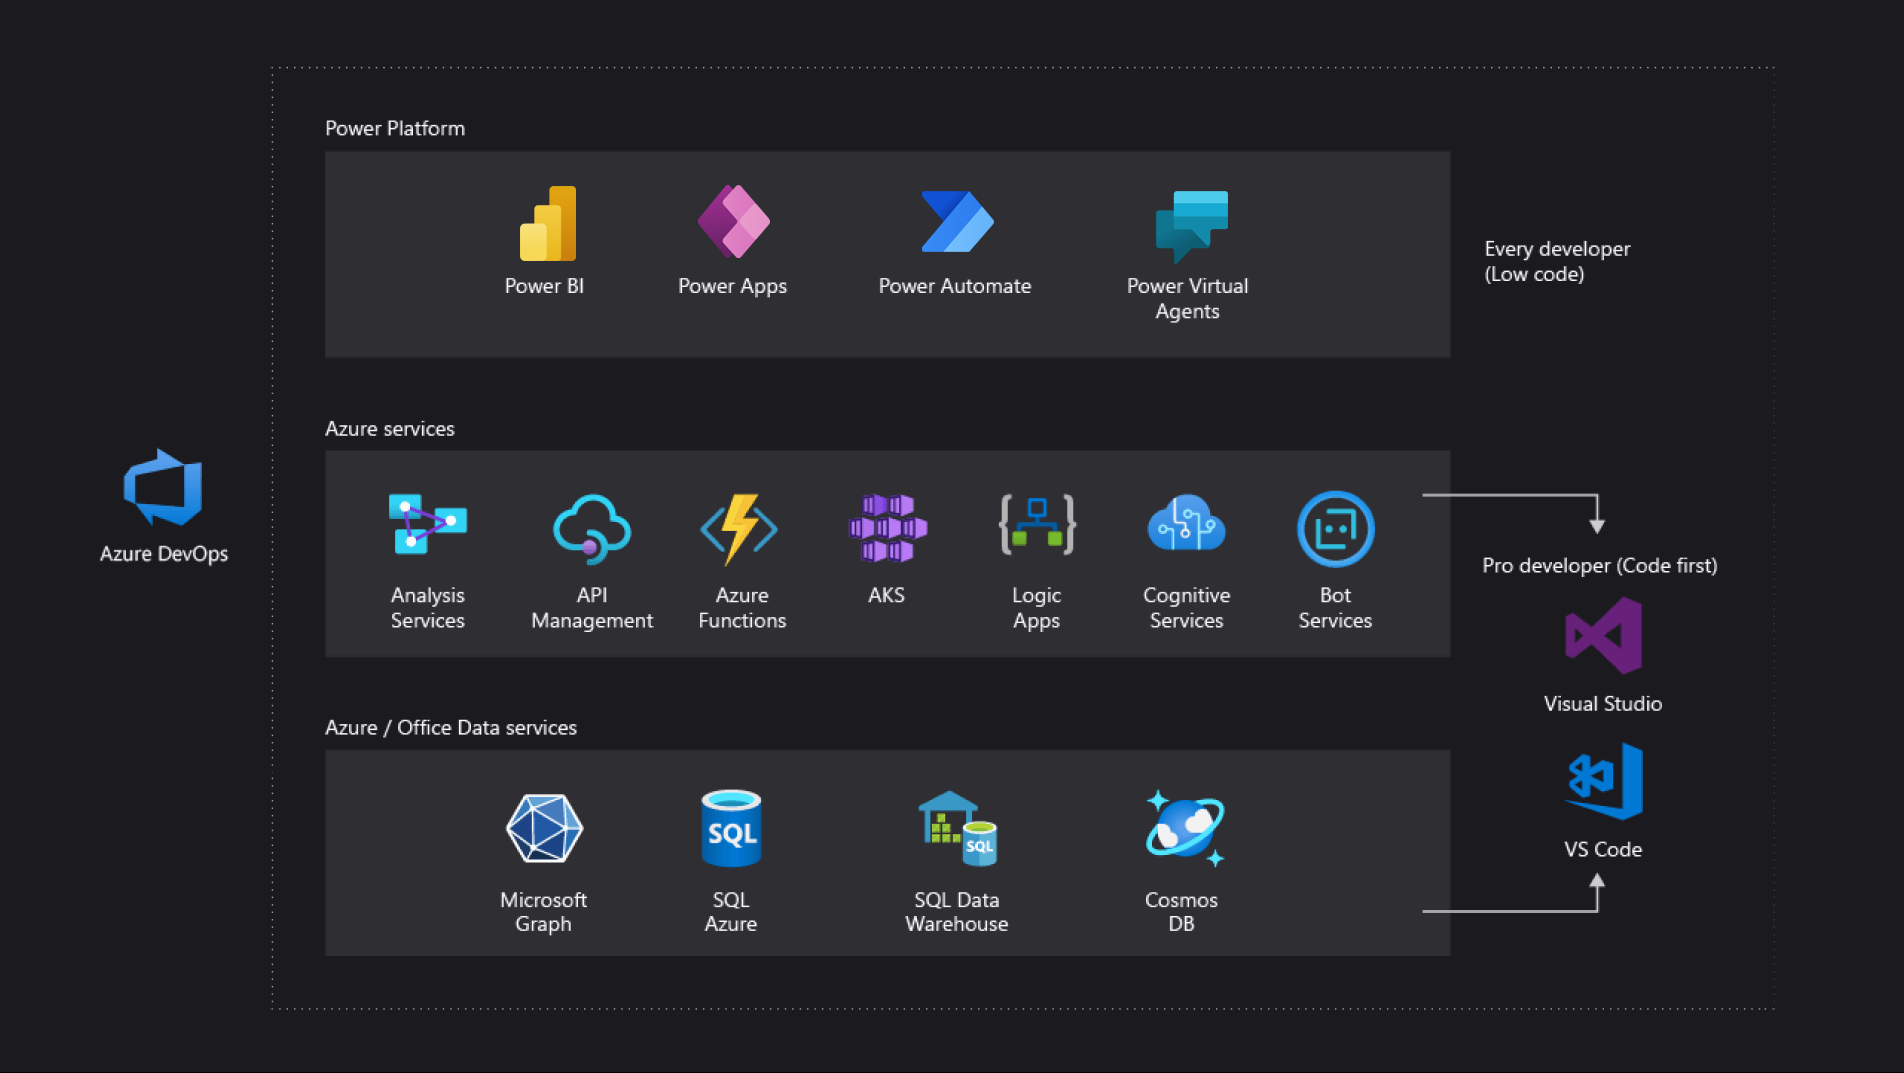 Power Platform
Power BI
Power Apps
Power Automate
Power Virtual
Agents
Every developer
(Low code)
Azure DevOps
Azure services
Analysis
Services
API
Management
Azure
Functions
AKS
Logic
Apps
Cognitive
Services
Bot
Services
Pro developer (Code first)
Visual Studio
VS Code
Azure / Office Data services
Microsoft
Graph
SQL
SQL
Azure
SQL
SQL Data
Warehouse
Cosmos
DB